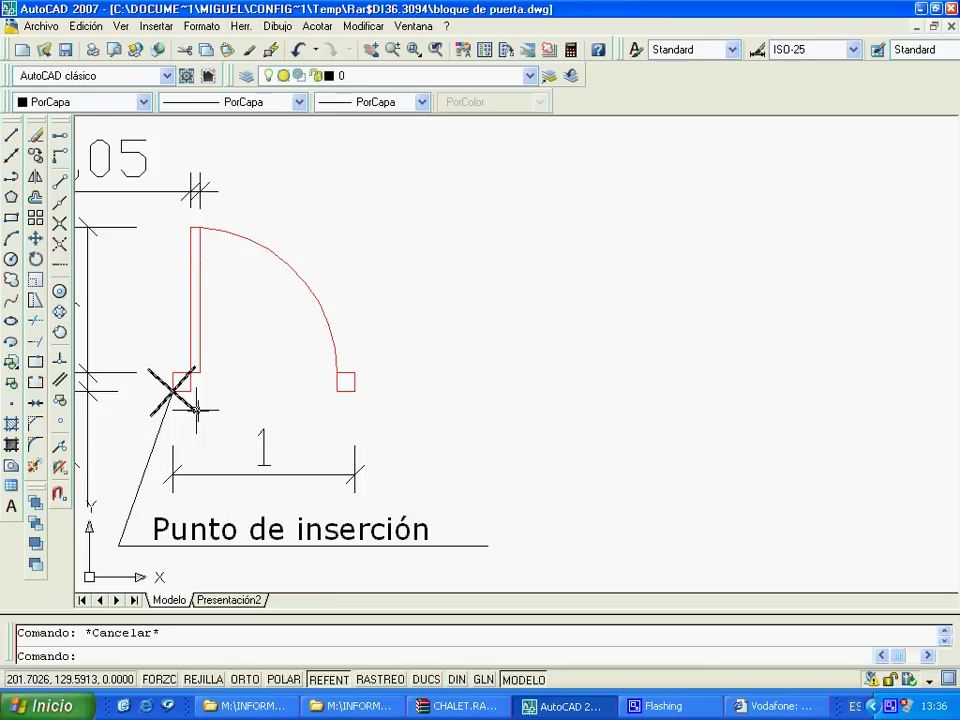 AutoCAD 2007 - [C:\DOCUME~1\MIGUEL\CONFIG~1\Temp\Rar$DI36.3094\bloque de puerta.dwg]
Archivo Edición Ver Insertar Formato Herr. Dibujo Acotar Modificar Ventana ?
Standard ISO-25 Standard
AutoCAD clásico 0
PorCapa PorCapa PorCapa PorColor
05
1
Punto de inserción
Y
X
A
Modelo Presentación2
Comando: *Cancelar*
Comando:
201.7026, 129.5913, 0.0000 FORZC REJILLA ORTO POLAR REFENT RASTREO DUCS DIN GLN MODELO
Inicio M:\INFORM... M:\INFORM... CHALET.RA... AutoCAD 2... Flashing Vodafone: ... ES 13:36